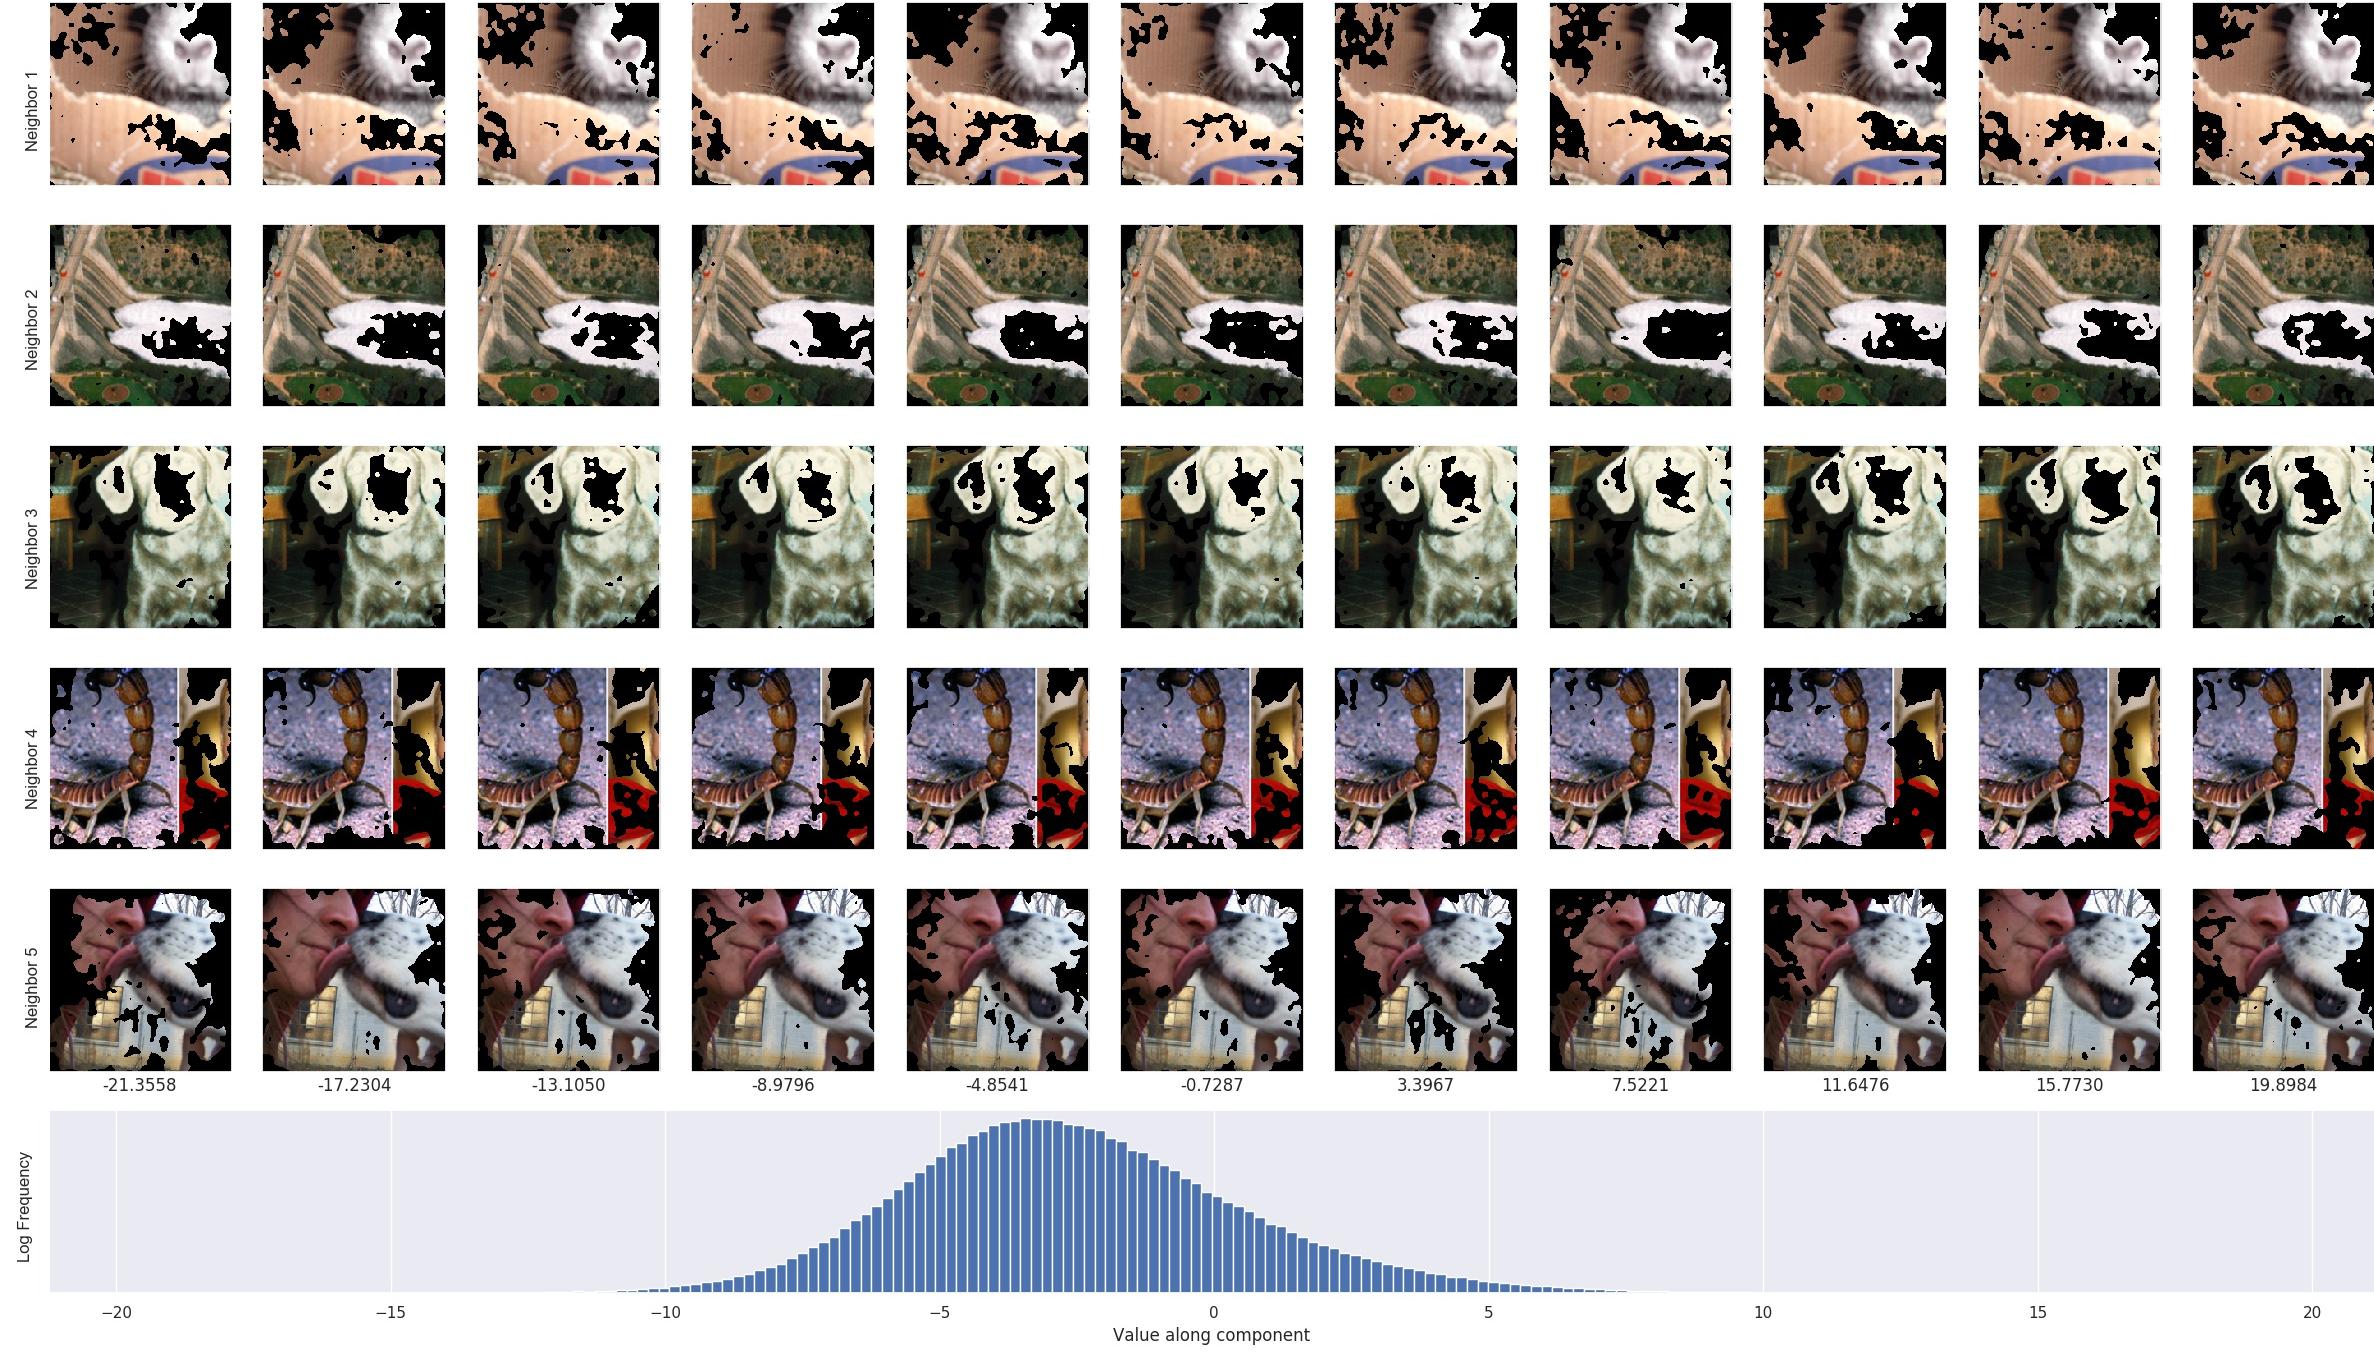 Neighbor 1
Neighbor 2
Neighbor 3
Neighbor 4
Neighbor 5
-21.3558 -17.2304 -13.1050 -8.9796 -4.8541 -0.7287 3.3967 7.5221 11.6476 15.7730 19.8984
Log Frequency
−20 −15 −10 −5 0 5 10 15 20
Value along component